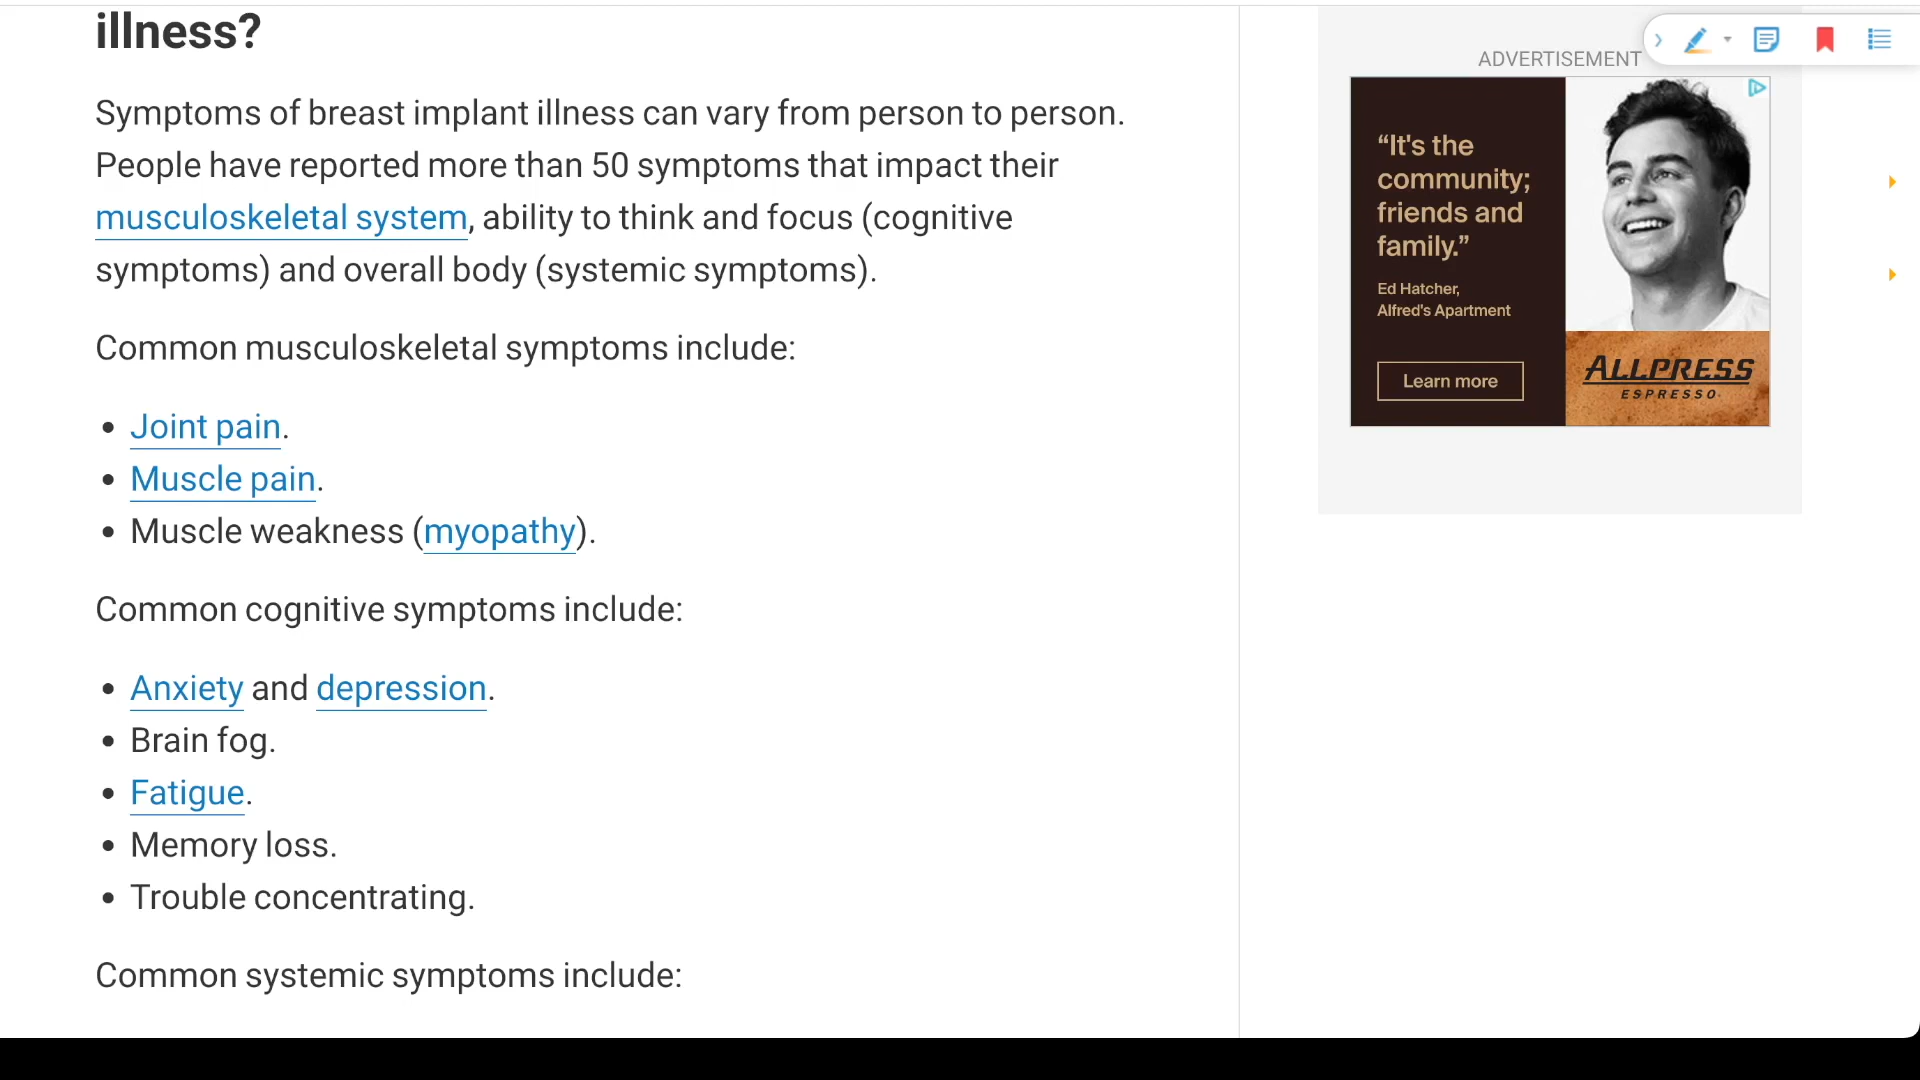 illness?
Symptoms of breast implant illness can vary from person to person.
People have reported more than 50 symptoms that impact their
musculoskeletal system, ability to think and focus (cognitive
symptoms) and overall body (systemic symptoms).
Common musculoskeletal symptoms include:
• Joint pain.
• Muscle pain.
• Muscle weakness (myopathy).
Common cognitive symptoms include:
• Anxiety and depression.
• Brain fog.
• Fatigue.
• Memory loss.
• Trouble concentrating.
Common systemic symptoms include:
ADVERTISEMENT
“It's the
community;
friends and
family.”
Ed Hatcher,
Alfred's Apartment
Learn more
ALLPRESS
ESPRESSO